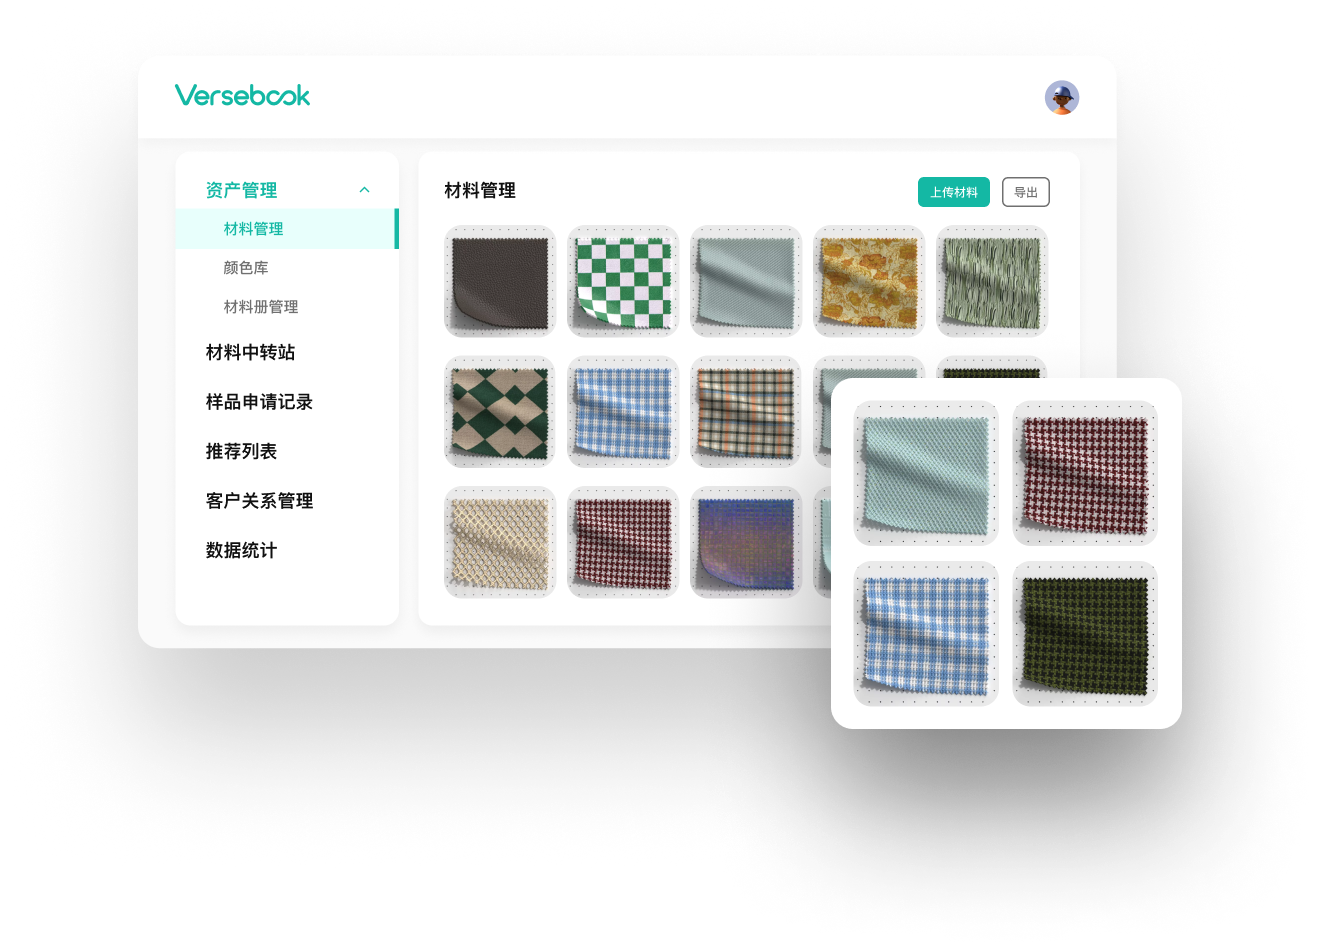 Versebook
资产管理
材料管理
颜色库
材料册管理
材料中转站
样品申请记录
推荐列表
客户关系管理
数据统计
材料管理
上传材料
导出